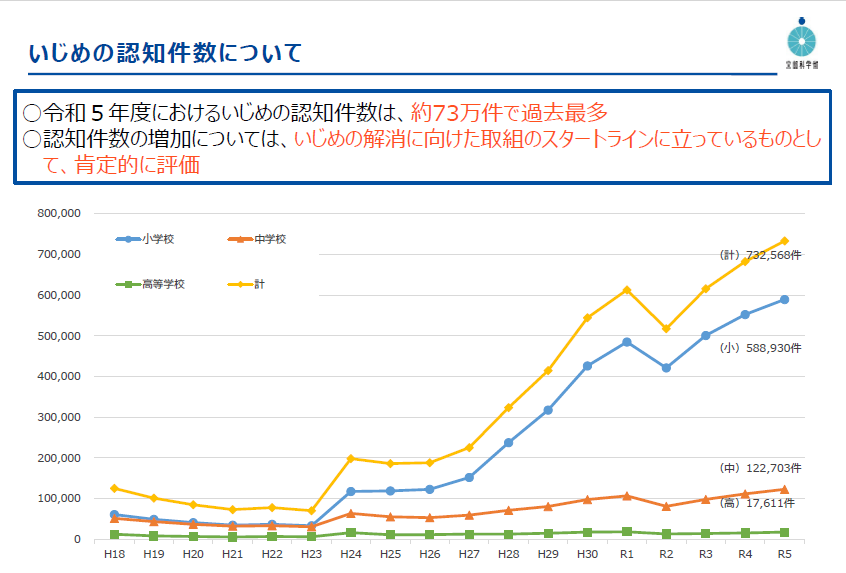 いじめの認知件数について
文部科学省
○令和５年度におけるいじめの認知件数は、約73万件で過去最多
○認知件数の増加については、いじめの解消に向けた取組のスタートラインに立っているものとし
て、肯定的に評価
800,000
700,000
600,000
500,000
400,000
300,000
200,000
100,000
0
小学校
中学校
高等学校
計
（計）732,568件
（小）588,930件
（中）122,703件
（高）17,611件
H18 H19 H20 H21 H22 H23 H24 H25 H26 H27 H28 H29 H30 R1 R2 R3 R4 R5